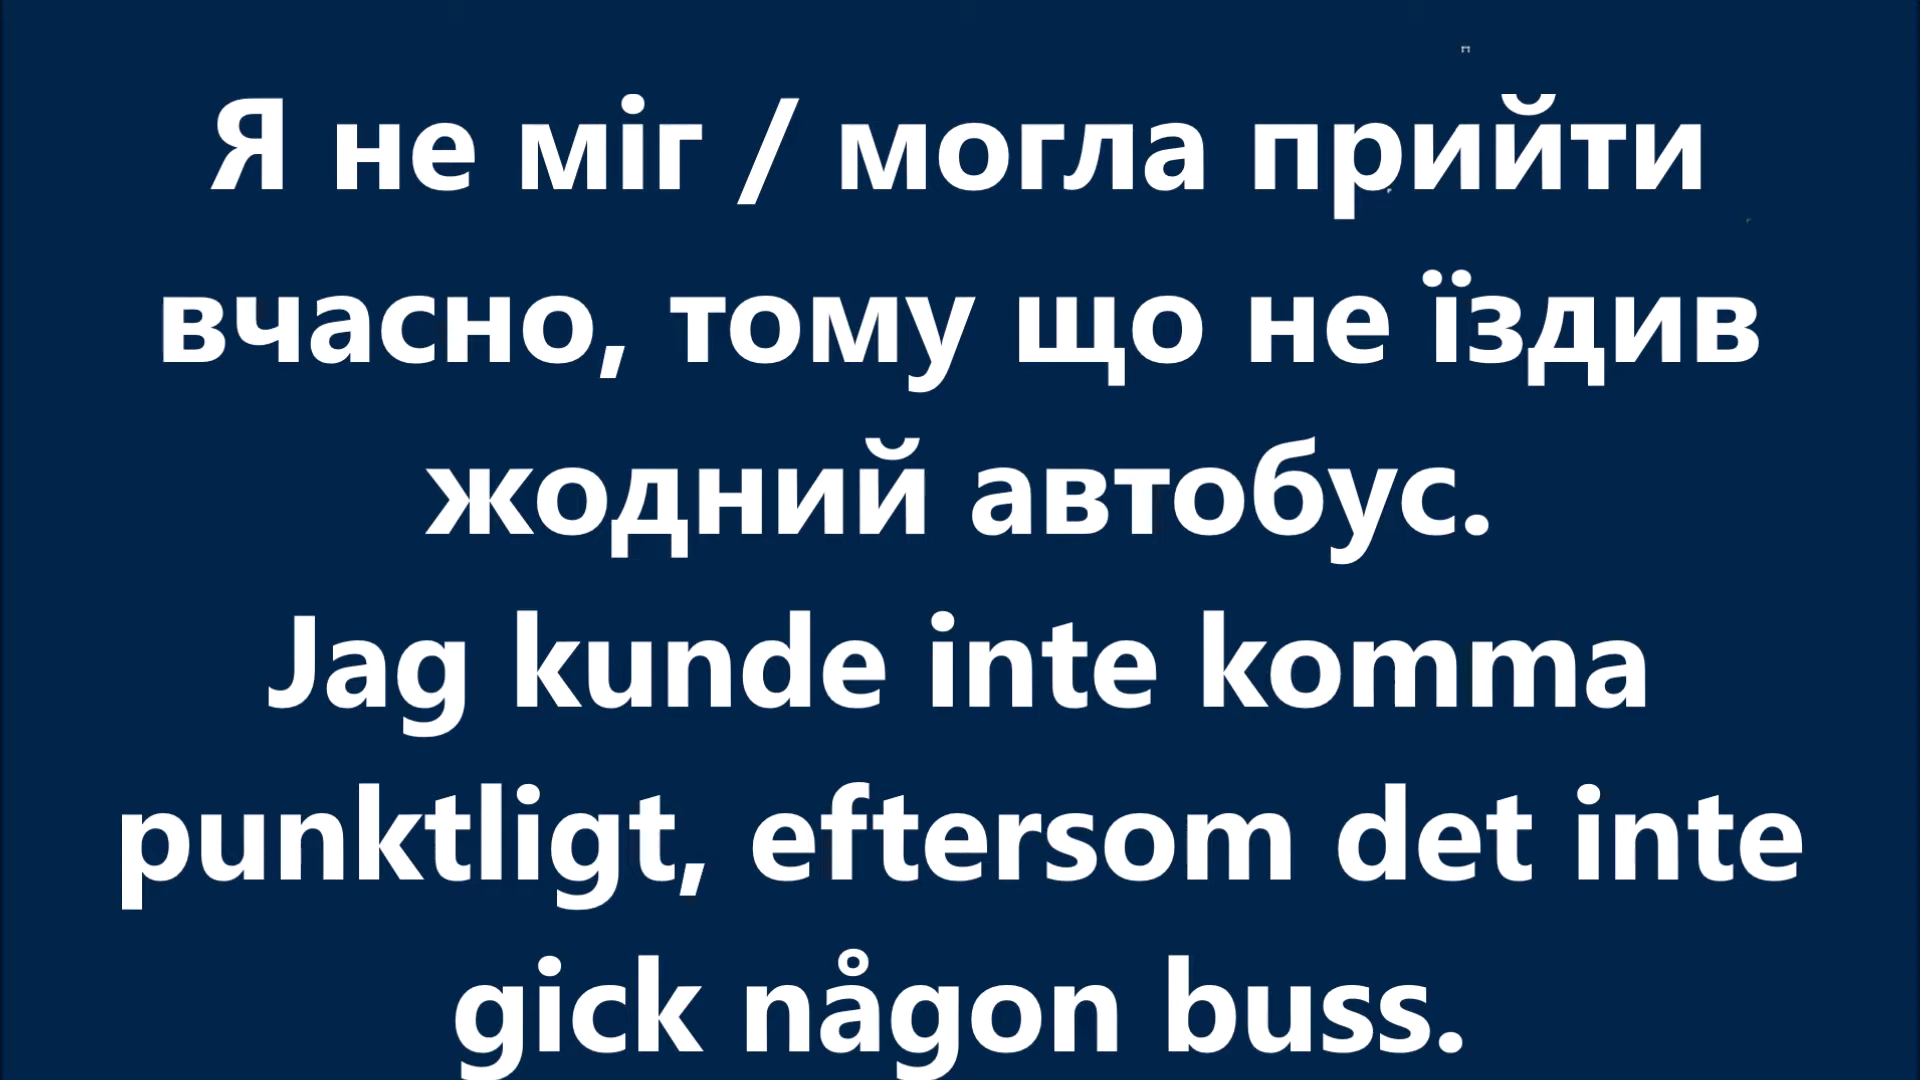 Я не міг / могла прийти
вчасно, тому що не їздив
жодний автобус.
Jag kunde inte komma
punktligt, eftersom det inte
gick någon buss.